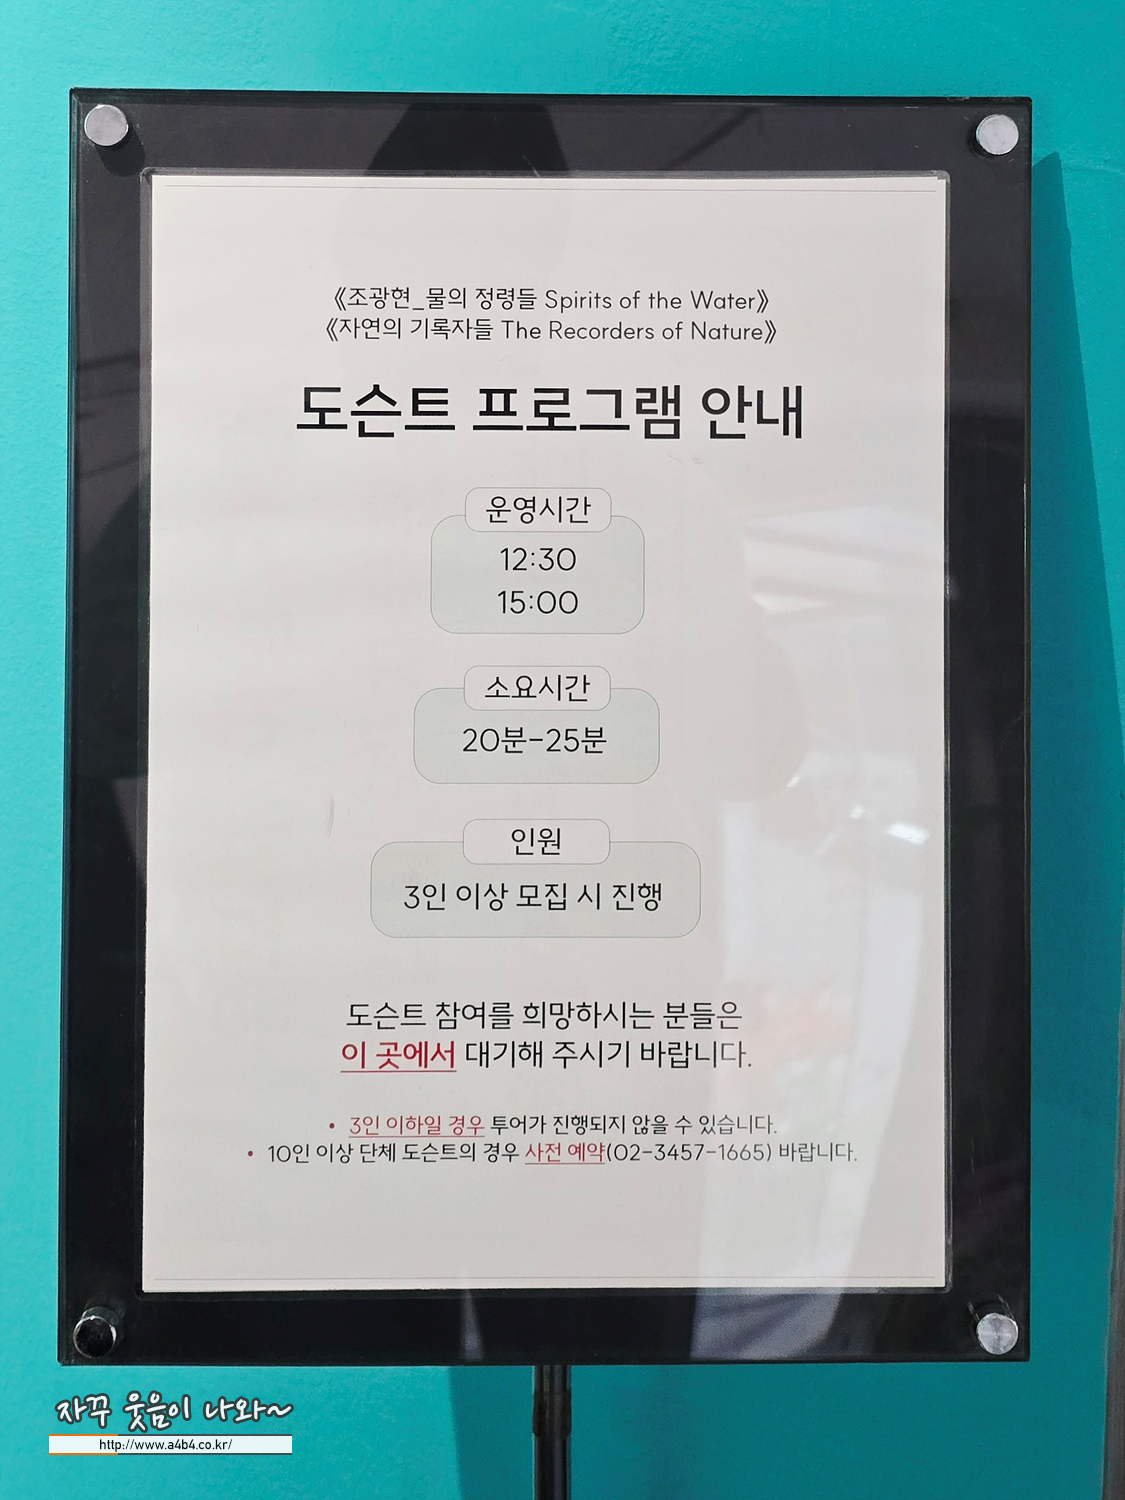 《조광현_물의 정령들 Spirits of the Water》
《자연의 기록자들 The Recorders of Nature》
도슨트 프로그램 안내
운영시간
12:30
15:00
소요시간
20분-25분
인원
3인 이상 모집 시 진행
도슨트 참여를 희망하시는 분들은
이 곳에서 대기해 주시기 바랍니다.
• 3인 이하일 경우 투어가 진행되지 않을 수 있습니다.
• 10인 이상 단체 도슨트의 경우 사전 예약(02-3457-1665) 바랍니다.
자꾸 웃음이 나와~
http://www.a4b4.co.kr/